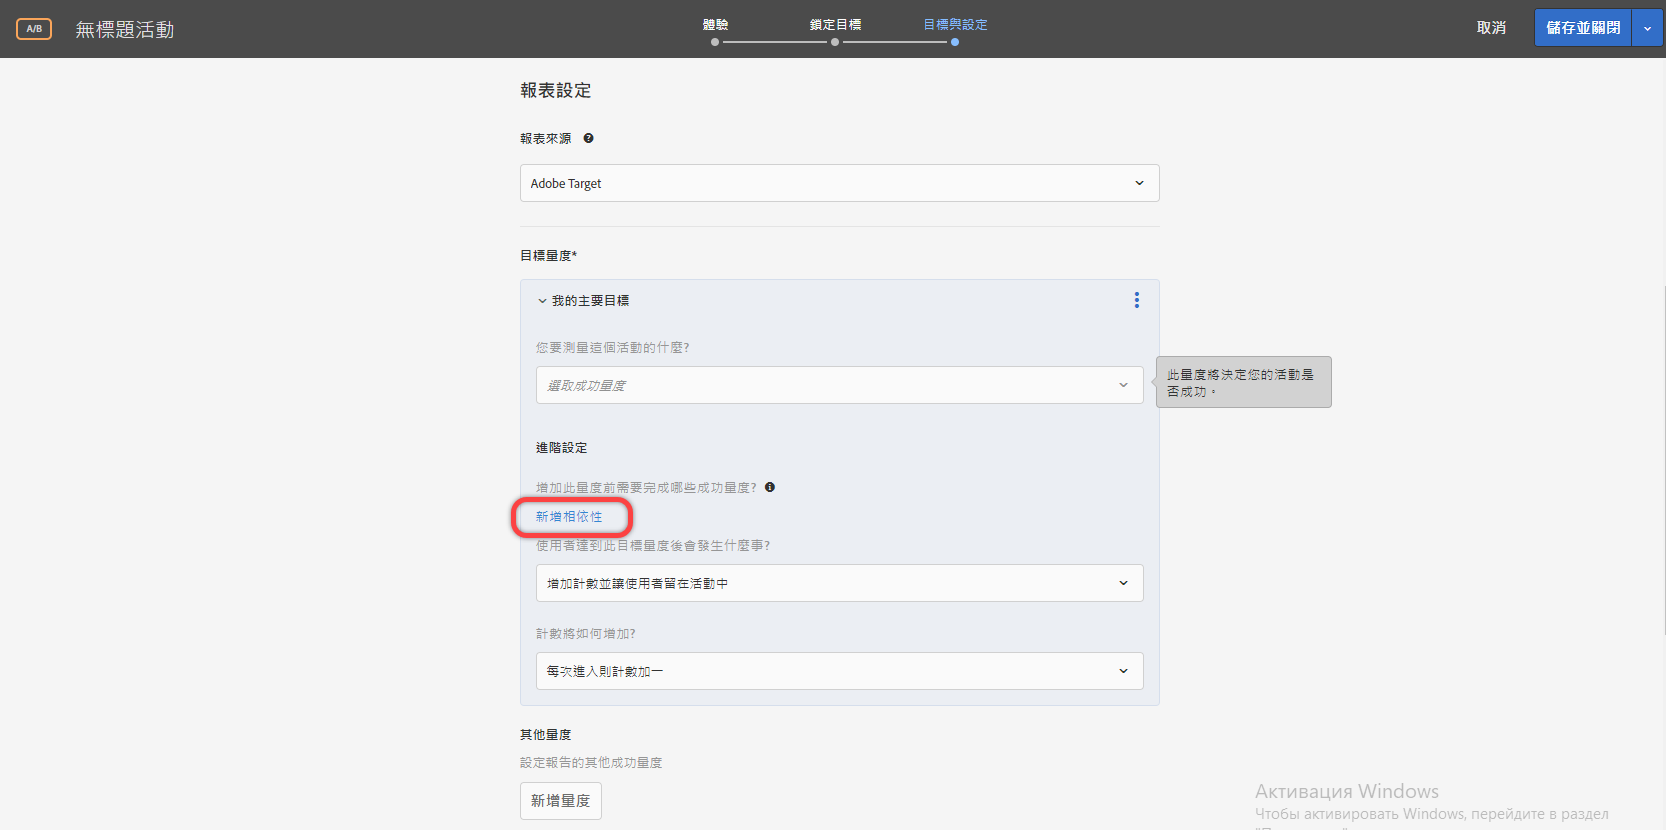 A/B
無標題活動
體驗
鎖定目標
目標與設定
取消
儲存並關閉
報表設定
報表來源
Adobe Target
目標量度*
我的主要目標
您要測量這個活動的什麼?
選取成功量度
此量度將決定您的活動是
否成功。
進階設定
增加此量度前需要完成哪些成功量度?
新增相依性
使用者達到此目標量度後會發生什麼事?
增加計數並讓使用者留在活動中
計數將如何增加?
每次進入則計數加一
其他量度
設定報告的其他成功量度
新增量度
Активация Windows
Чтобы активировать Windows, перейдите в раздел